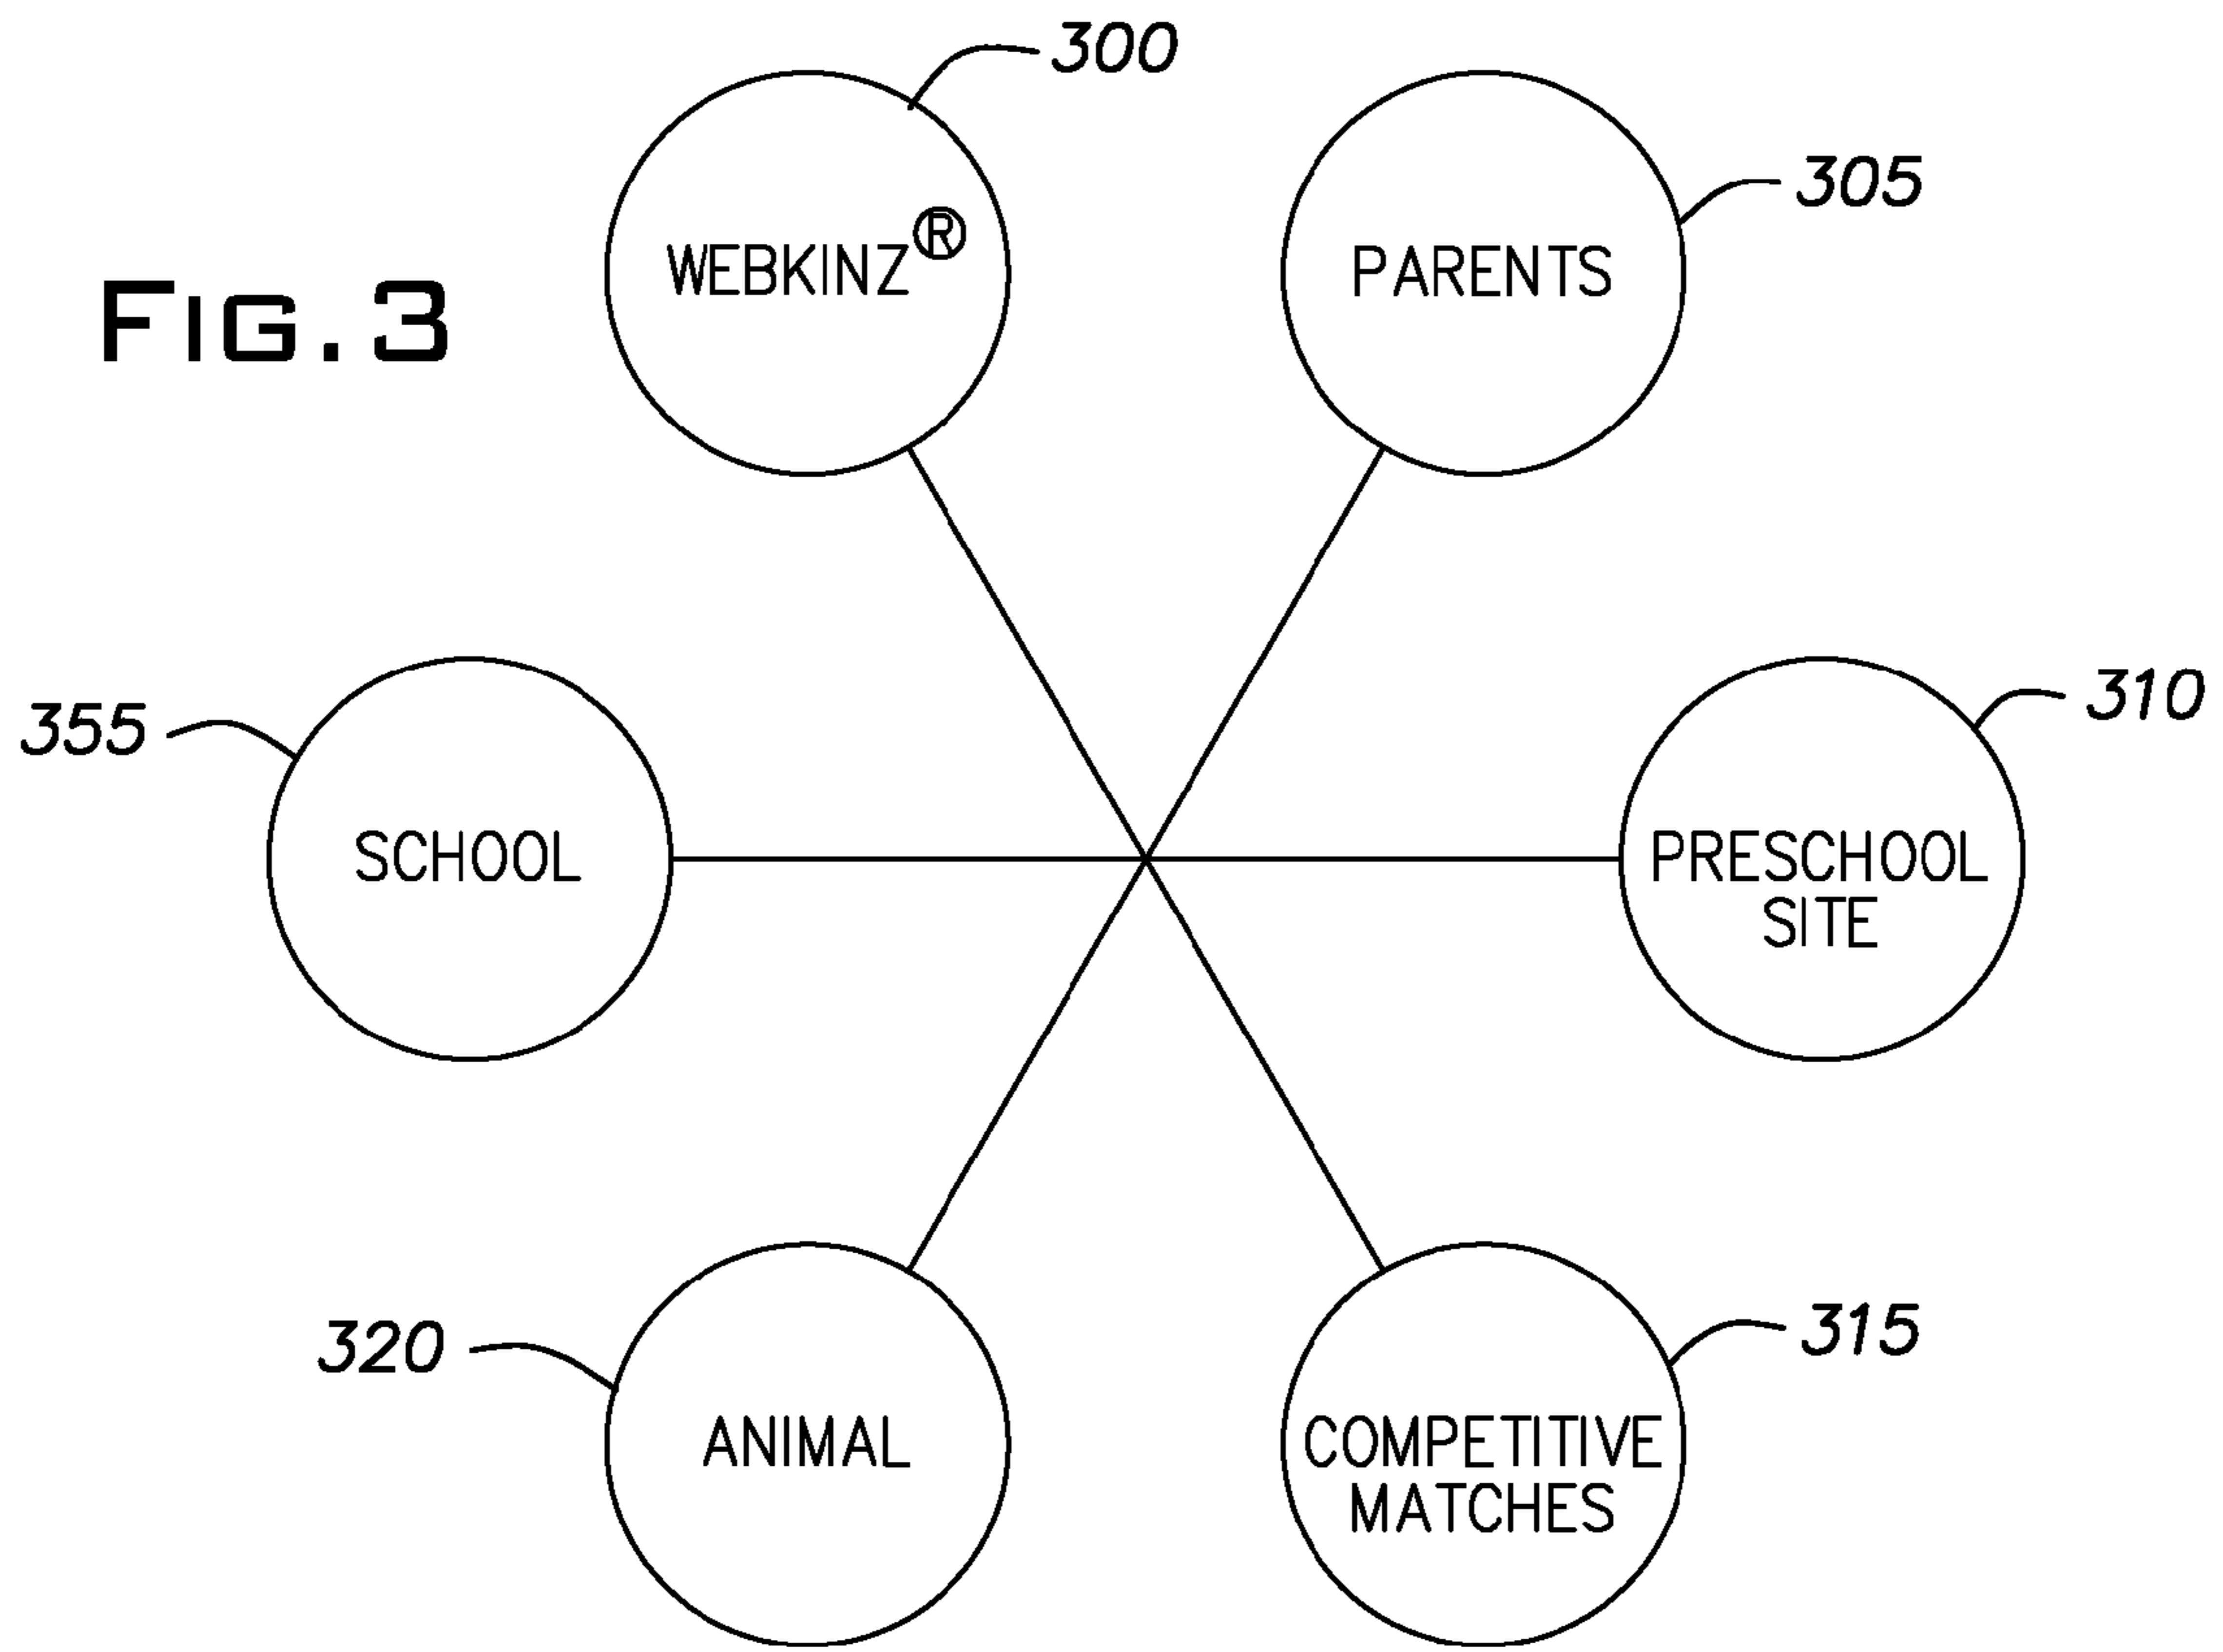 300
305
WEBKINZ®
PARENTS
FIG. 3
310
355
SCHOOL
PRESCHOOL
SITE
320
315
ANIMAL
COMPETITIVE
MATCHES